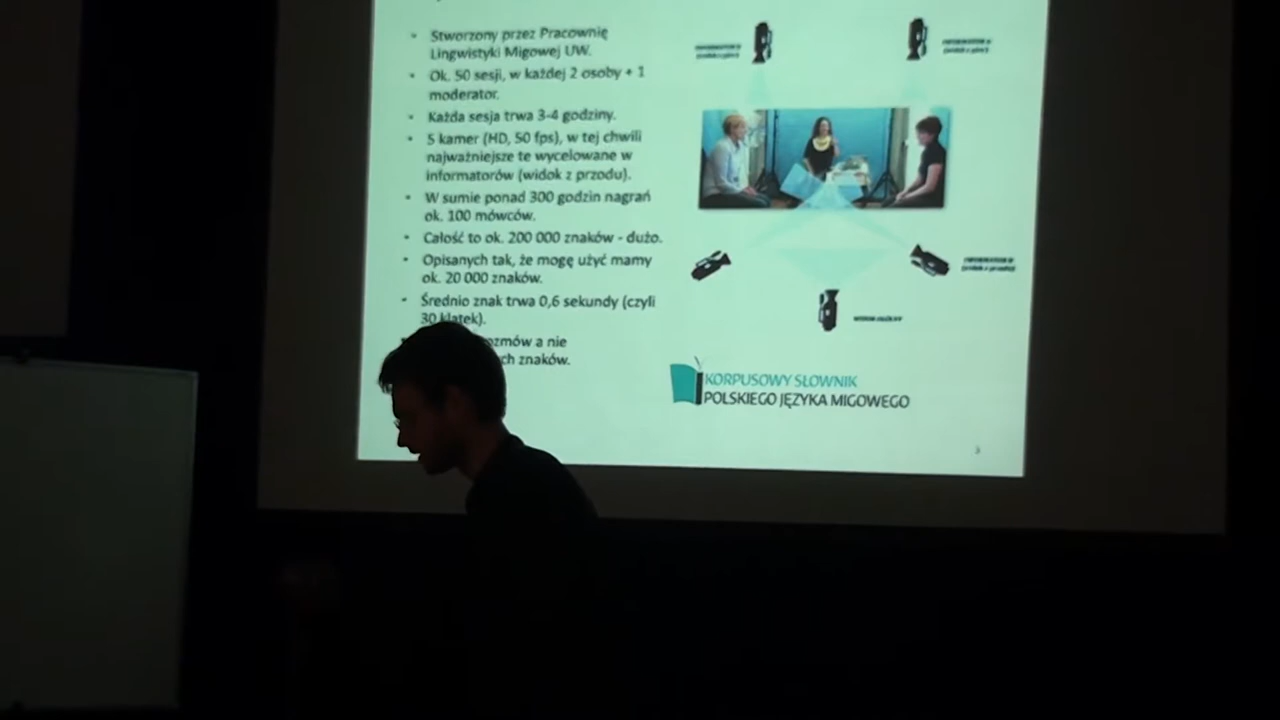 Stworzony przez Pracownię
Lingwistyki Migowej UW.
Ok. 50 sesji, w każdej 2 osoby + 1
moderator.
Każda sesja trwa 3-4 godziny.
5 kamer (HD, 50 fps), w tej chwili
najważniejsze te wycelowane w
informatorów (widok z przodu).
W sumie ponad 300 godzin nagrań
ok. 100 mówców.
Całość to ok. 200 000 znaków - dużo.
Opisanych tak, że mogę użyć mamy
ok. 20 000 znaków.
Średnio znak trwa 0,6 sekundy (czyli
30 klatek).
a nie
znaków.
WIDOK OGÓLNY
KORPUSOWY SŁOWNIK
POLSKIEGO JĘZYKA MIGOWEGO
3